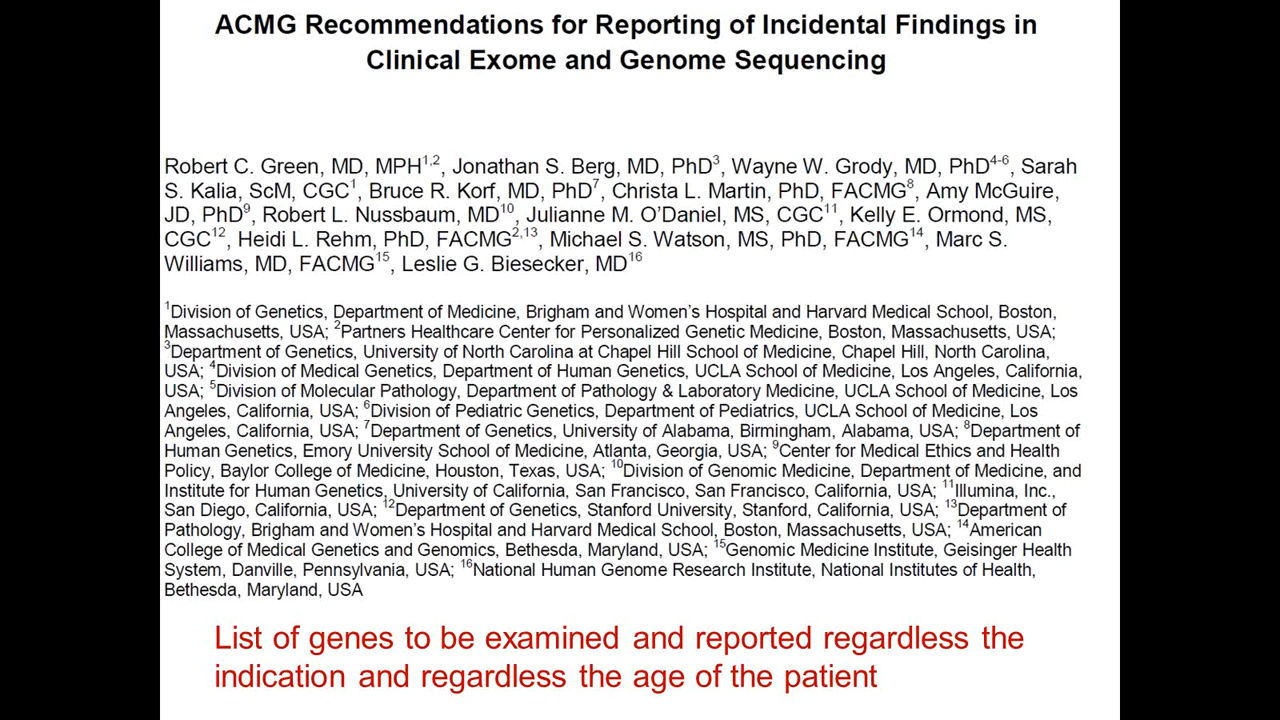 ACMG Recommendations for Reporting of Incidental Findings in
Clinical Exome and Genome Sequencing
Robert C. Green, MD, MPH1,2, Jonathan S. Berg, MD, PhD3, Wayne W. Grody, MD, PhD4-6, Sarah
S. Kalia, ScM, CGC1, Bruce R. Korf, MD, PhD7, Christa L. Martin, PhD, FACMG8, Amy McGuire,
JD, PhD9, Robert L. Nussbaum, MD10, Julianne M. O’Daniel, MS, CGC11, Kelly E. Ormond, MS,
CGC12, Heidi L. Rehm, PhD, FACMG2,13, Michael S. Watson, MS, PhD, FACMG14, Marc S.
Williams, MD, FACMG15, Leslie G. Biesecker, MD16
1Division of Genetics, Department of Medicine, Brigham and Women’s Hospital and Harvard Medical School, Boston,
Massachusetts, USA; 2Partners Healthcare Center for Personalized Genetic Medicine, Boston, Massachusetts, USA;
3Department of Genetics, University of North Carolina at Chapel Hill School of Medicine, Chapel Hill, North Carolina,
USA; 4Division of Medical Genetics, Department of Human Genetics, UCLA School of Medicine, Los Angeles, California,
USA; 5Division of Molecular Pathology, Department of Pathology & Laboratory Medicine, UCLA School of Medicine, Los
Angeles, California, USA; 6Division of Pediatric Genetics, Department of Pediatrics, UCLA School of Medicine, Los
Angeles, California, USA; 7Department of Genetics, University of Alabama, Birmingham, Alabama, USA; 8Department of
Human Genetics, Emory University School of Medicine, Atlanta, Georgia, USA; 9Center for Medical Ethics and Health
Policy, Baylor College of Medicine, Houston, Texas, USA; 10Division of Genomic Medicine, Department of Medicine, and
Institute for Human Genetics, University of California, San Francisco, San Francisco, California, USA; 11Illumina, Inc.,
San Diego, California, USA; 12Department of Genetics, Stanford University, Stanford, California, USA; 13Department of
Pathology, Brigham and Women’s Hospital and Harvard Medical School, Boston, Massachusetts, USA; 14American
College of Medical Genetics and Genomics, Bethesda, Maryland, USA; 15Genomic Medicine Institute, Geisinger Health
System, Danville, Pennsylvania, USA; 16National Human Genome Research Institute, National Institutes of Health,
Bethesda, Maryland, USA
List of genes to be examined and reported regardless the
indication and regardless the age of the patient